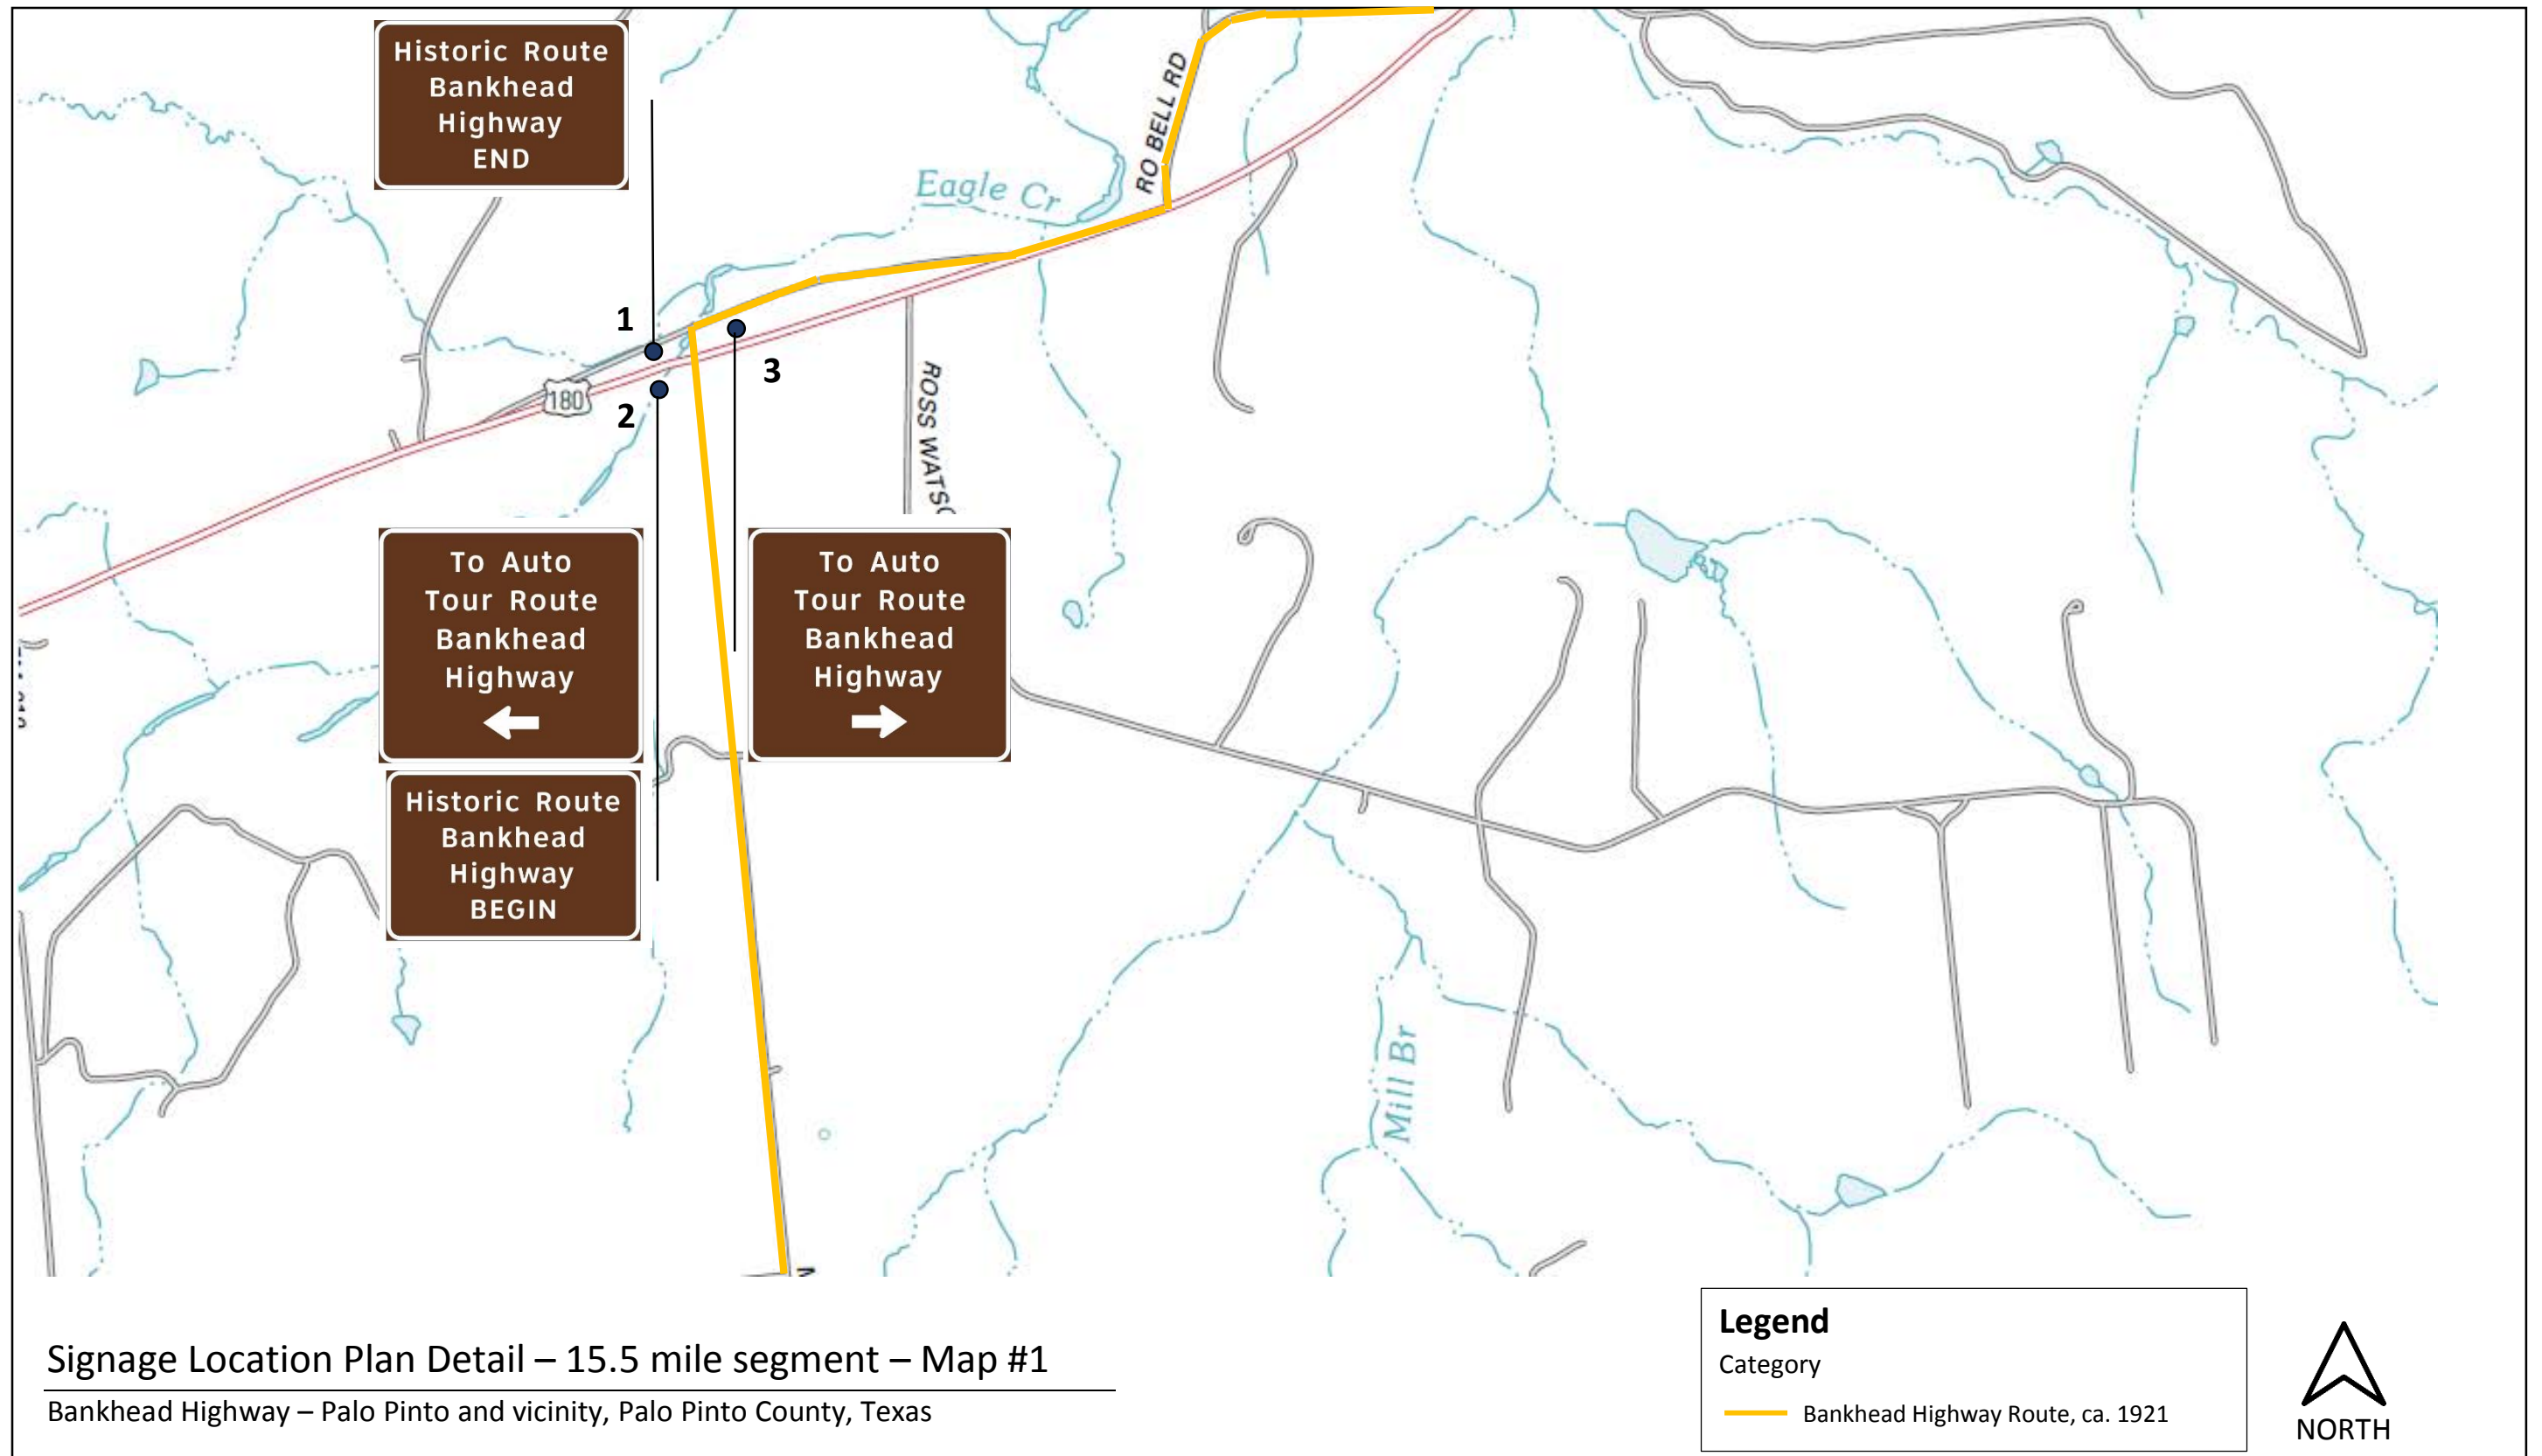 Historic Route
Bankhead
Highway
END
RO BELL RD
Eagle Cr
1
3
180
2
ROSS WATSO
To Auto
Tour Route
Bankhead
Highway
To Auto
Tour Route
Bankhead
Highway
Historic Route
Bankhead
Highway
BEGIN
Mill Br
Signage Location Plan Detail – 15.5 mile segment – Map #1
Bankhead Highway – Palo Pinto and vicinity, Palo Pinto County, Texas
Legend
Category
Bankhead Highway Route, ca. 1921
NORTH